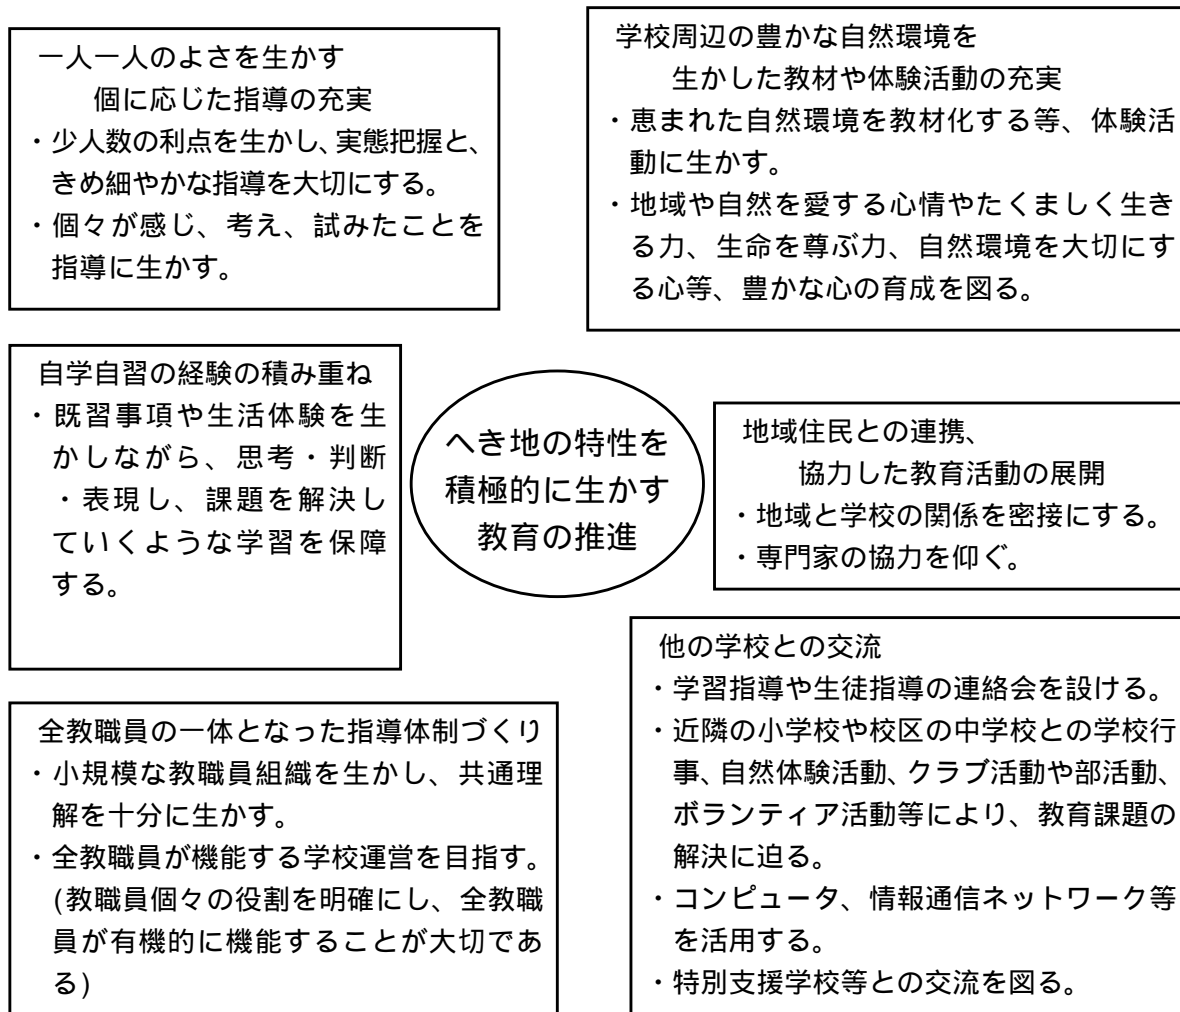 一人一人のよさを生かす
個に応じた指導の充実
・少人数の利点を生かし、実態把握と、
きめ細やかな指導を大切にする。
・個々が感じ、考え、試みたことを
指導に生かす。
学校周辺の豊かな自然環境を
生かした教材や体験活動の充実
・恵まれた自然環境を教材化する等、体験活
動に生かす。
・地域や自然を愛する心情やたくましく生き
る力、生命を尊ぶ力、自然環境を大切にす
る心等、豊かな心の育成を図る。
自学自習の経験の積み重ね
・既習事項や生活体験を生
かしながら、思考・判断
・表現し、課題を解決し
ていくような学習を保障
する。
へき地の特性を
積極的に生かす
教育の推進
地域住民との連携、
協力した教育活動の展開
・地域と学校の関係を密接にする。
・専門家の協力を仰ぐ。
全教職員の一体となった指導体制づくり
・小規模な教職員組織を生かし、共通理
解を十分に生かす。
・全教職員が機能する学校運営を目指す。
(教職員個々の役割を明確にし、全教職
員が有機的に機能することが大切であ
る)
他の学校との交流
・学習指導や生徒指導の連絡会を設ける。
・近隣の小学校や校区の中学校との学校行
事、自然体験活動、クラブ活動や部活動、
ボランティア活動等により、教育課題の
解決に迫る。
・コンピュータ、情報通信ネットワーク等
を活用する。
・特別支援学校等との交流を図る。